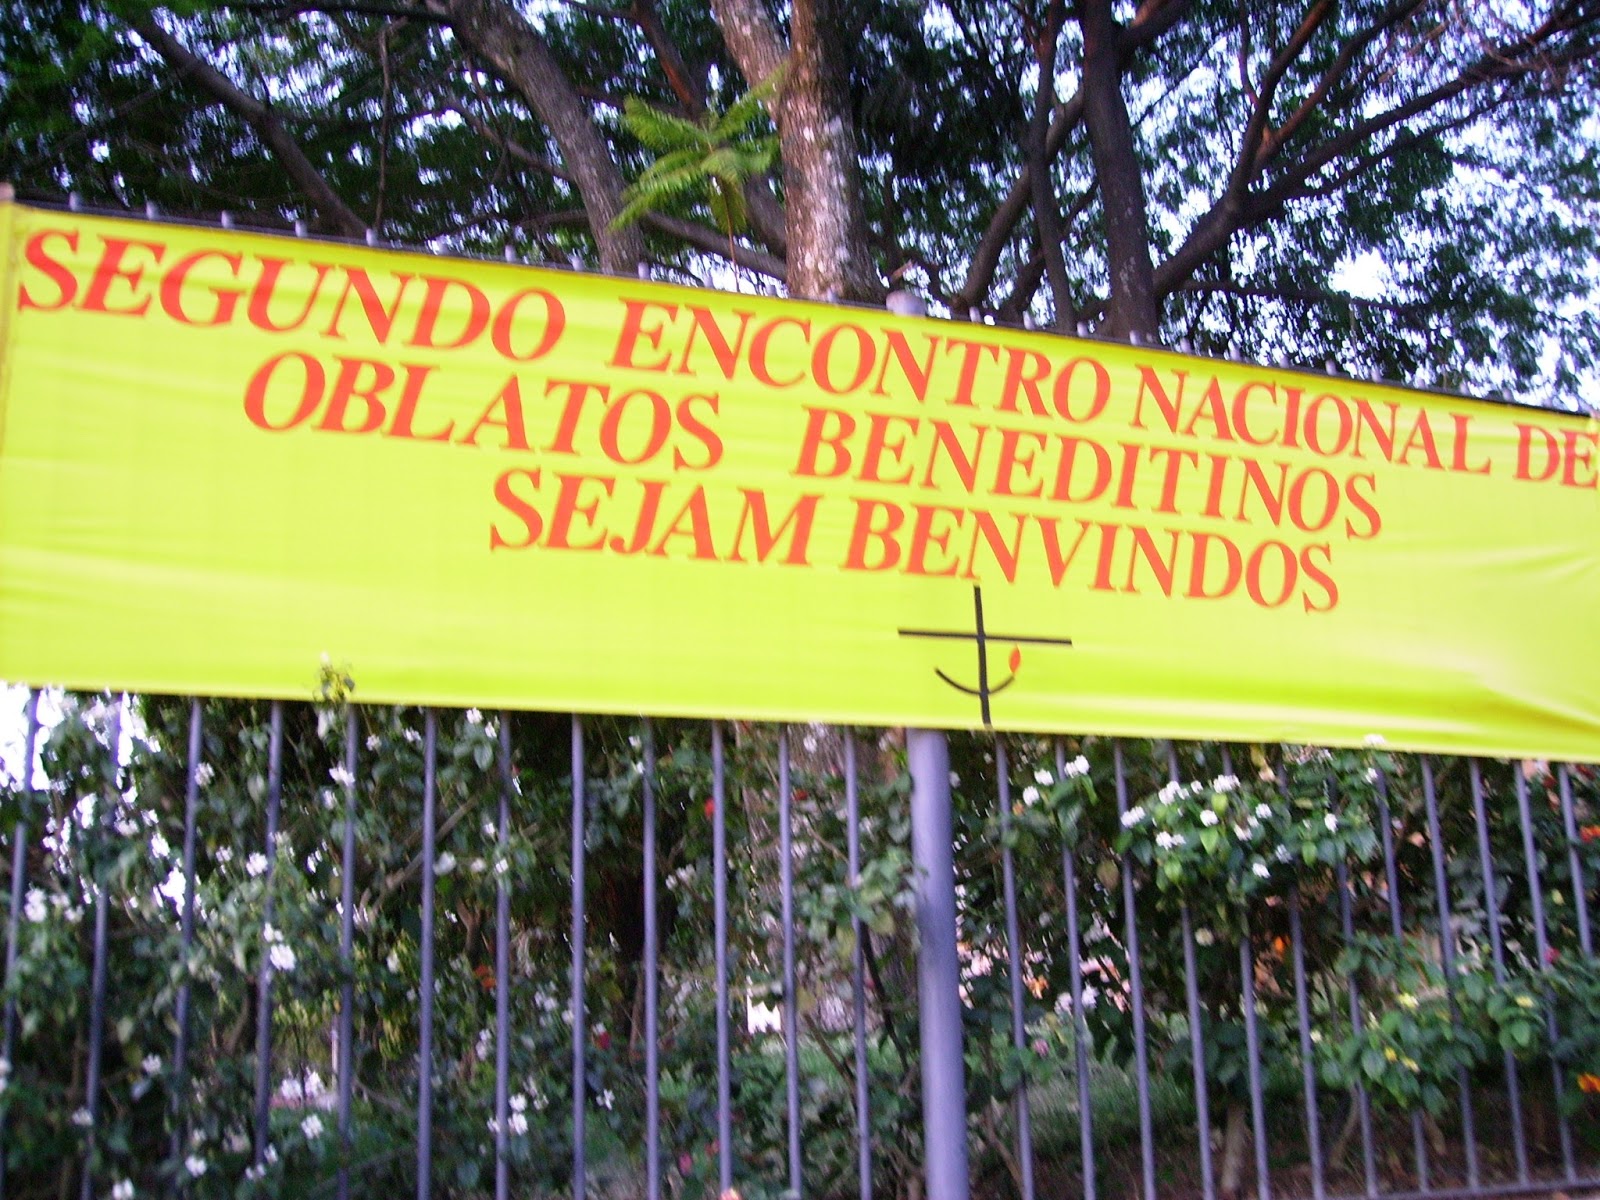 SEGUNDO ENCONTRO NACIONAL DE
OBLATOS BENEDITINOS
SEJAM BENVINDOS